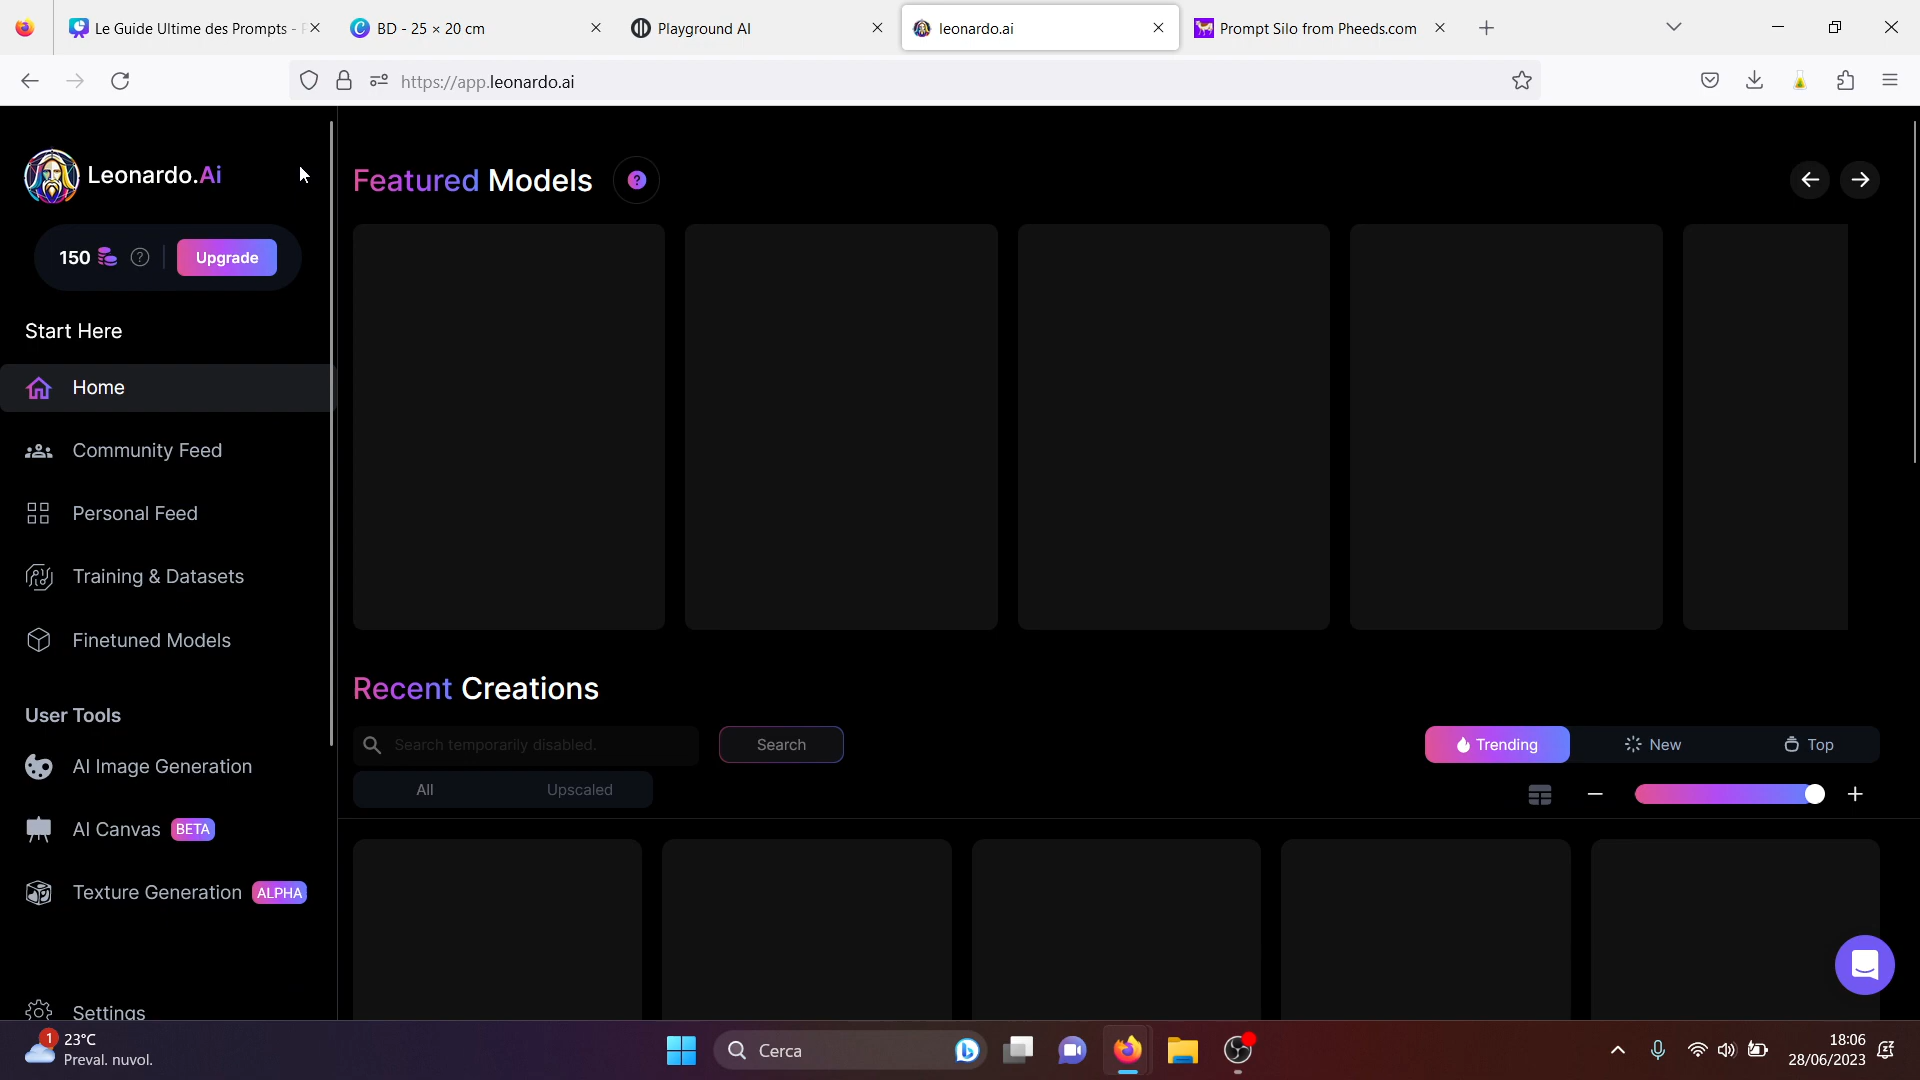 Le Guide Ultime des Prompts -
BD - 25 × 20 cm
Playground AI
leonardo.ai
Prompt Silo from Pheeds.com
https://app.leonardo.ai
Leonardo.Ai
150
Upgrade
Start Here
Home
Community Feed
Personal Feed
Training & Datasets
Finetuned Models
User Tools
AI Image Generation
AI Canvas BETA
Texture Generation ALPHA
Settings
Featured Models
?
Recent Creations
Search temporarily disabled.
Search
Trending
New
Top
All
Upscaled
1
23°C
Preval. nuvol.
Cerca
18:06
28/06/2023